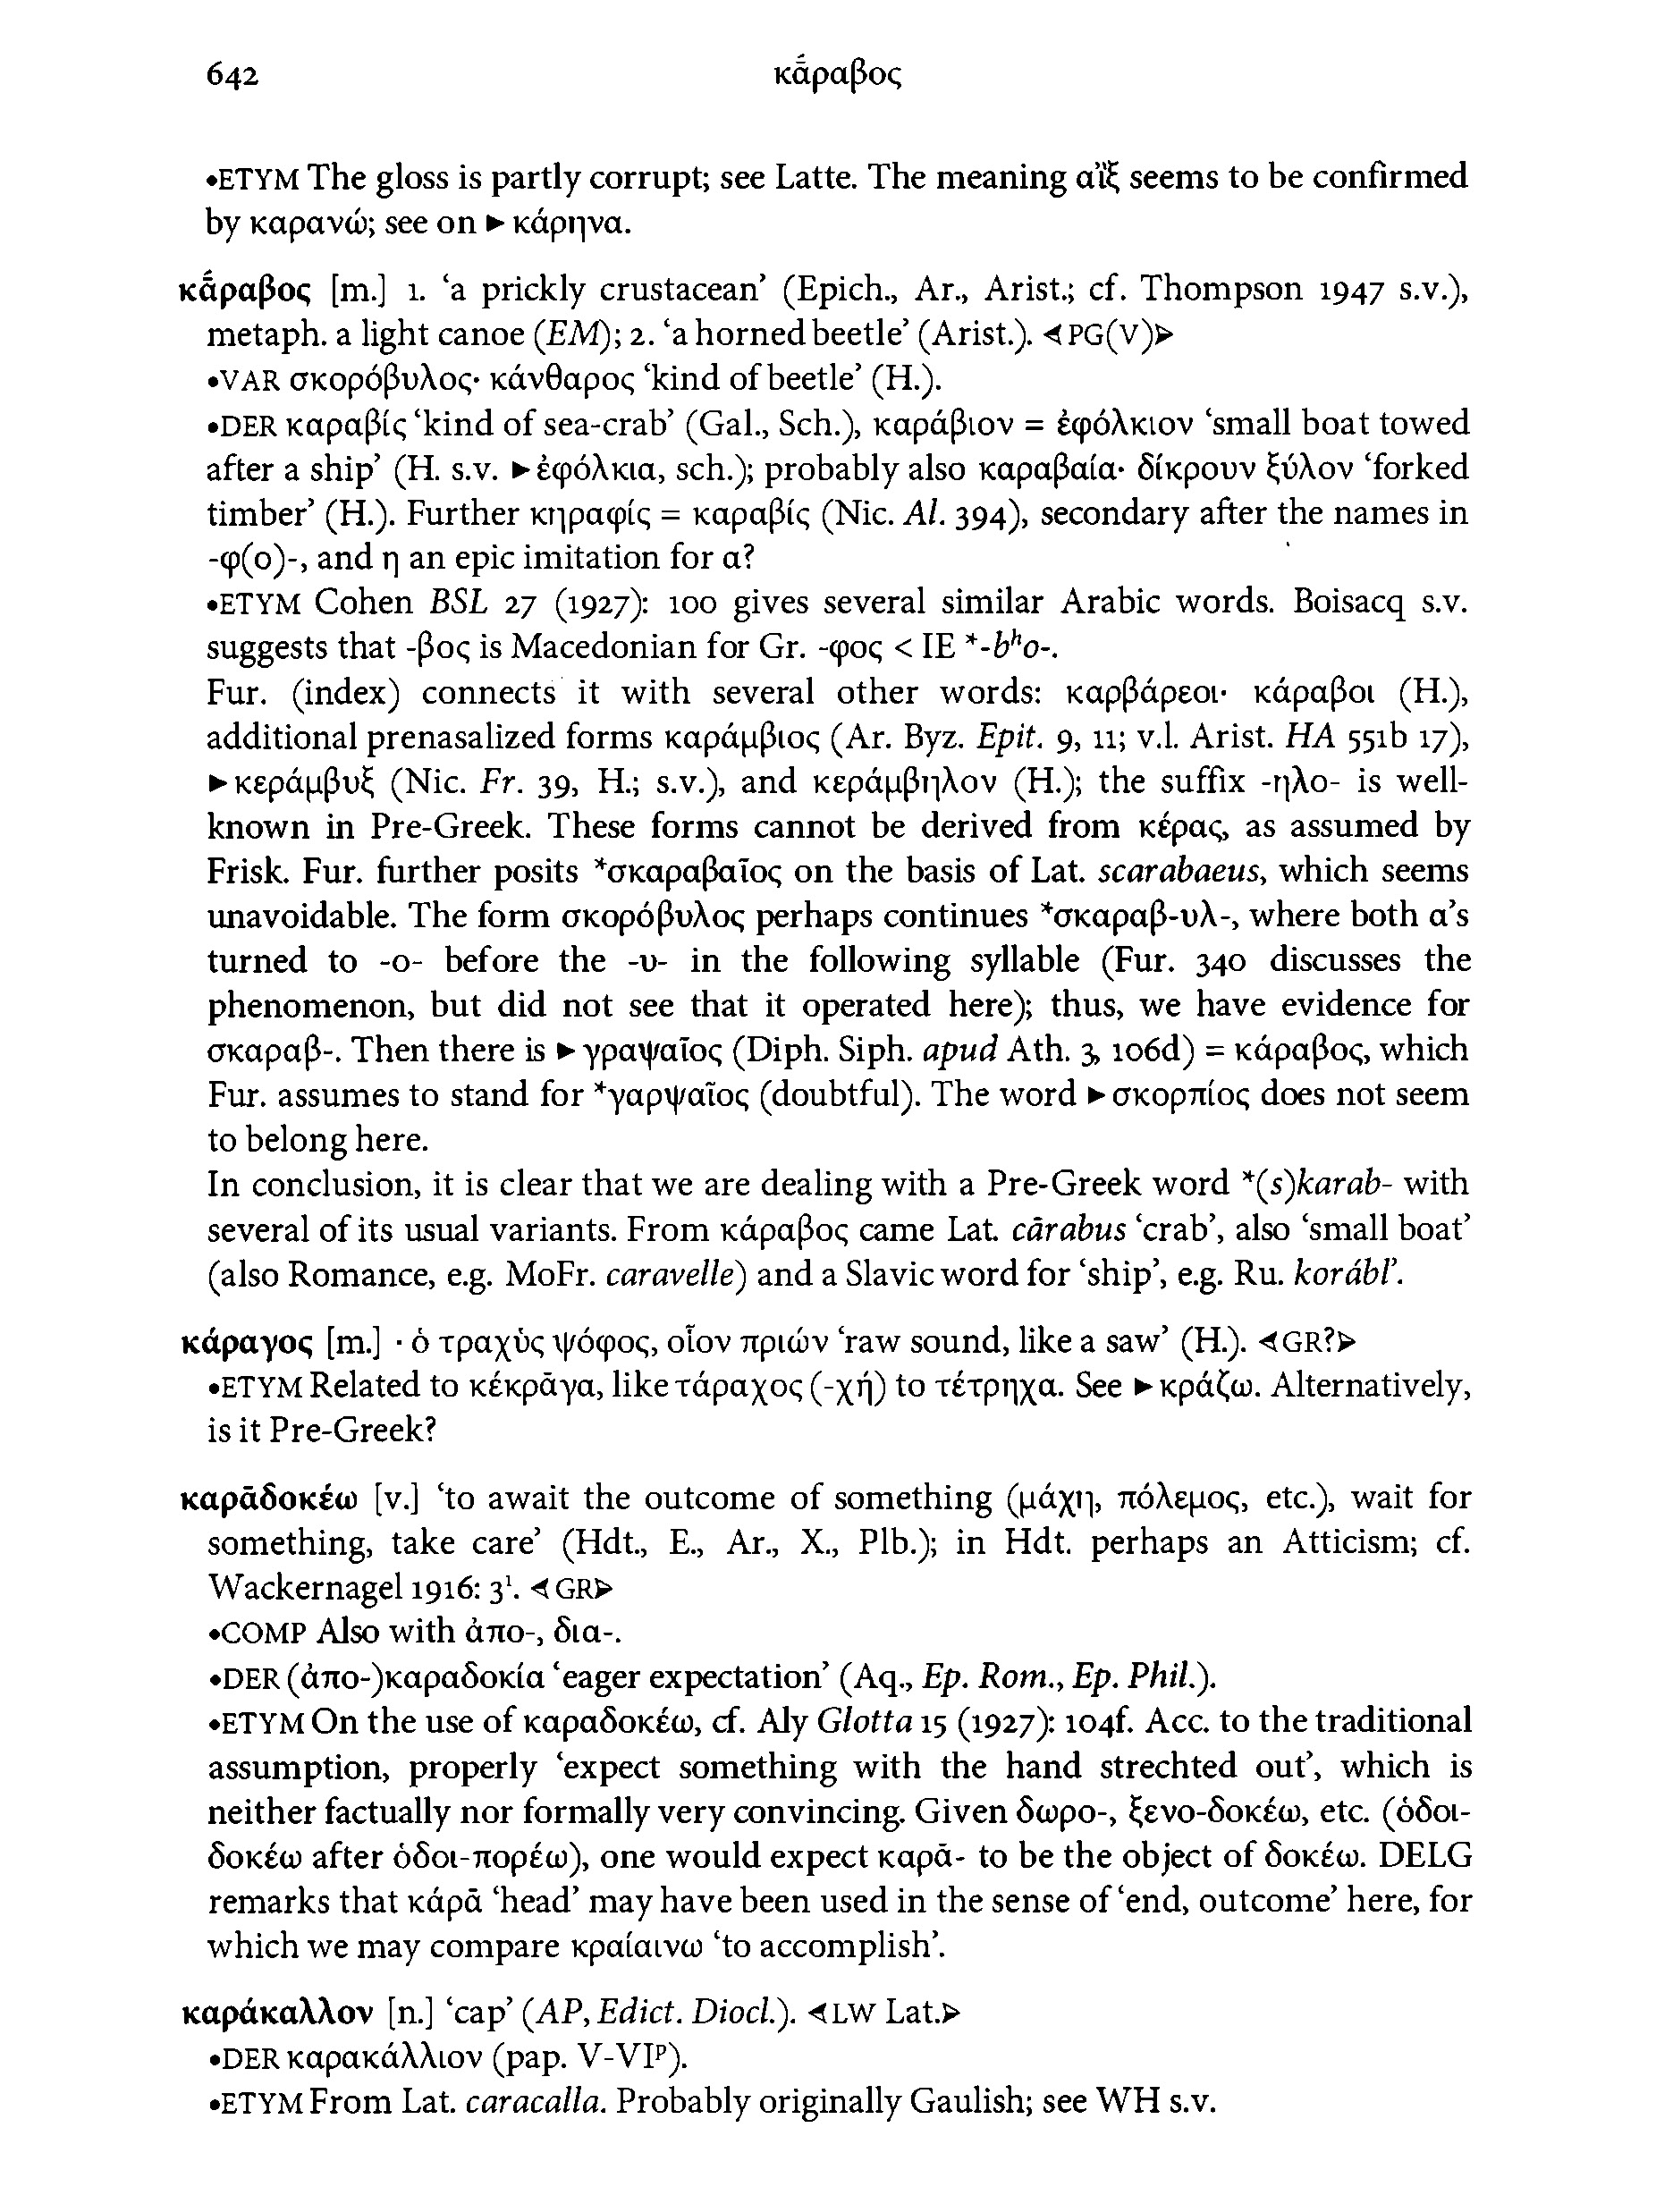 642
κᾱ́ραβος
•ETYM The gloss is partly corrupt; see Latte. The meaning αἴξ seems to be confirmed
by καρανώ; see on ►κάρηνα.
κᾱ́ραβος [m.] 1. ‘a prickly crustacean’ (Epich., Ar., Arist.; cf. Thompson 1947 s.v.),
metaph. a light canoe (EM); 2. ‘a horned beetle’ (Arist.). ⊲PG(V)⊳
•VAR σκορόβυλος· κάνθαρος ‘kind of beetle’ (H.).
•DER καραβίς ‘kind of sea-crab’ (Gal., Sch.), καράβιον = ἐφόλκιον ‘small boat towed
after a ship’ (H. s.v. ►ἐφόλκια, sch.); probably also καραβαία· δίκρουν ξύλον ‘forked
timber’ (H.). Further κηραφίς = καραβίς (Nic. Al. 394), secondary after the names in
-φ(ο)-, and η an epic imitation for α?
•ETYM Cohen BSL 27 (1927): 100 gives several similar Arabic words. Boisacq s.v.
suggests that -βος is Macedonian for Gr. -φος < IE *-bʰo-.
Fur. (index) connects it with several other words: καρβάρεοι· κάραβοι (H.),
additional prenasalized forms καράμβιος (Ar. Byz. Epit. 9, 11; v.l. Arist. HA 551b 17),
►κεράμβυξ (Nic. Fr. 39, H.; s.v.), and κεράμβηλον (H.); the suffix -ηλο- is well-
known in Pre-Greek. These forms cannot be derived from κέρας, as assumed by
Frisk. Fur. further posits *σκαραβαῖος on the basis of Lat. scarabaeus, which seems
unavoidable. The form σκορόβυλος perhaps continues *σκαραβ-υλ-, where both α’s
turned to -ο- before the -υ- in the following syllable (Fur. 340 discusses the
phenomenon, but did not see that it operated here); thus, we have evidence for
σκαραβ-. Then there is ►γραψαῖος (Diph. Siph. apud Ath. 3, 106d) = κάραβος, which
Fur. assumes to stand for *γαρψαῖος (doubtful). The word ►σκορπίος does not seem
to belong here.
In conclusion, it is clear that we are dealing with a Pre-Greek word *(s)karab- with
several of its usual variants. From κάραβος came Lat. cārabus ‘crab’, also ‘small boat’
(also Romance, e.g. MoFr. caravelle) and a Slavic word for ‘ship’, e.g. Ru. korábl’.
κάραγος [m.] · ὁ τραχὺς ψόφος, οἷον πριών ‘raw sound, like a saw’ (H.). ⊲GR?⊳
•ETYM Related to κέκρᾱγα, like τάραχος (-χή) to τέτρηχα. See ►κράζω. Alternatively,
is it Pre-Greek?
καρᾱδοκέω [v.] ‘to await the outcome of something (μάχη, πόλεμος, etc.), wait for
something, take care’ (Hdt., E., Ar., X., Plb.); in Hdt. perhaps an Atticism; cf.
Wackernagel 1916: 3¹. ⊲GR⊳
•COMP Also with ἀπο-, δια-.
•DER (ἀπο-)καραδοκία ‘eager expectation’ (Aq., Ep. Rom., Ep. Phil.).
•ETYM On the use of καραδοκέω, cf. Aly Glotta 15 (1927): 104f. Acc. to the traditional
assumption, properly ‘expect something with the hand strechted out’, which is
neither factually nor formally very convincing. Given δωρο-, ξενο-δοκέω, etc. (ὁδοι-
δοκέω after ὁδοι-πορέω), one would expect καρᾱ- to be the object of δοκέω. DELG
remarks that κάρᾱ ‘head’ may have been used in the sense of ‘end, outcome’ here, for
which we may compare κραίαινω ‘to accomplish’.
καράκαλλον [n.] ‘cap’ (AP, Edict. Diocl.). ⊲LW Lat.⊳
•DER καρακάλλιον (pap. V-VIᵖ).
•ETYM From Lat. caracalla. Probably originally Gaulish; see WH s.v.